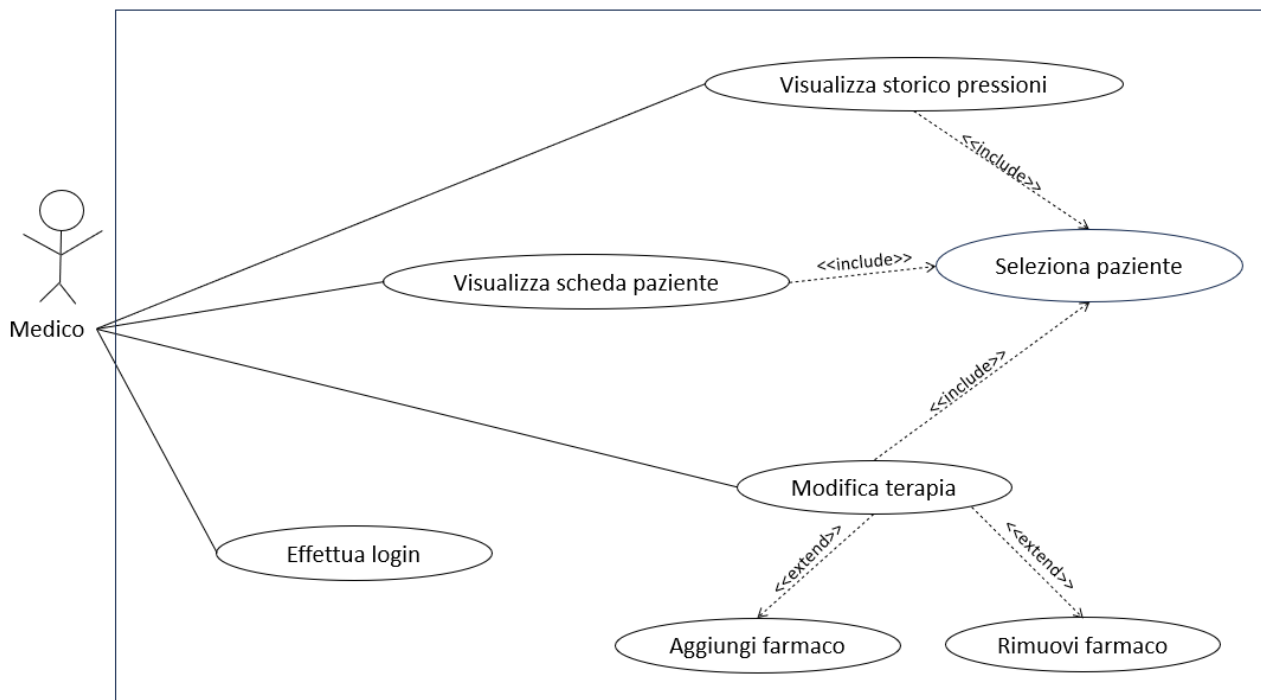 Visualizza storico pressioni
<<include>>
Visualizza scheda paziente
<<include>>
Seleziona paziente
Medico
<<include>>
Modifica terapia
Effettua login
<<extend>>
<<extend>>
Aggiungi farmaco
Rimuovi farmaco